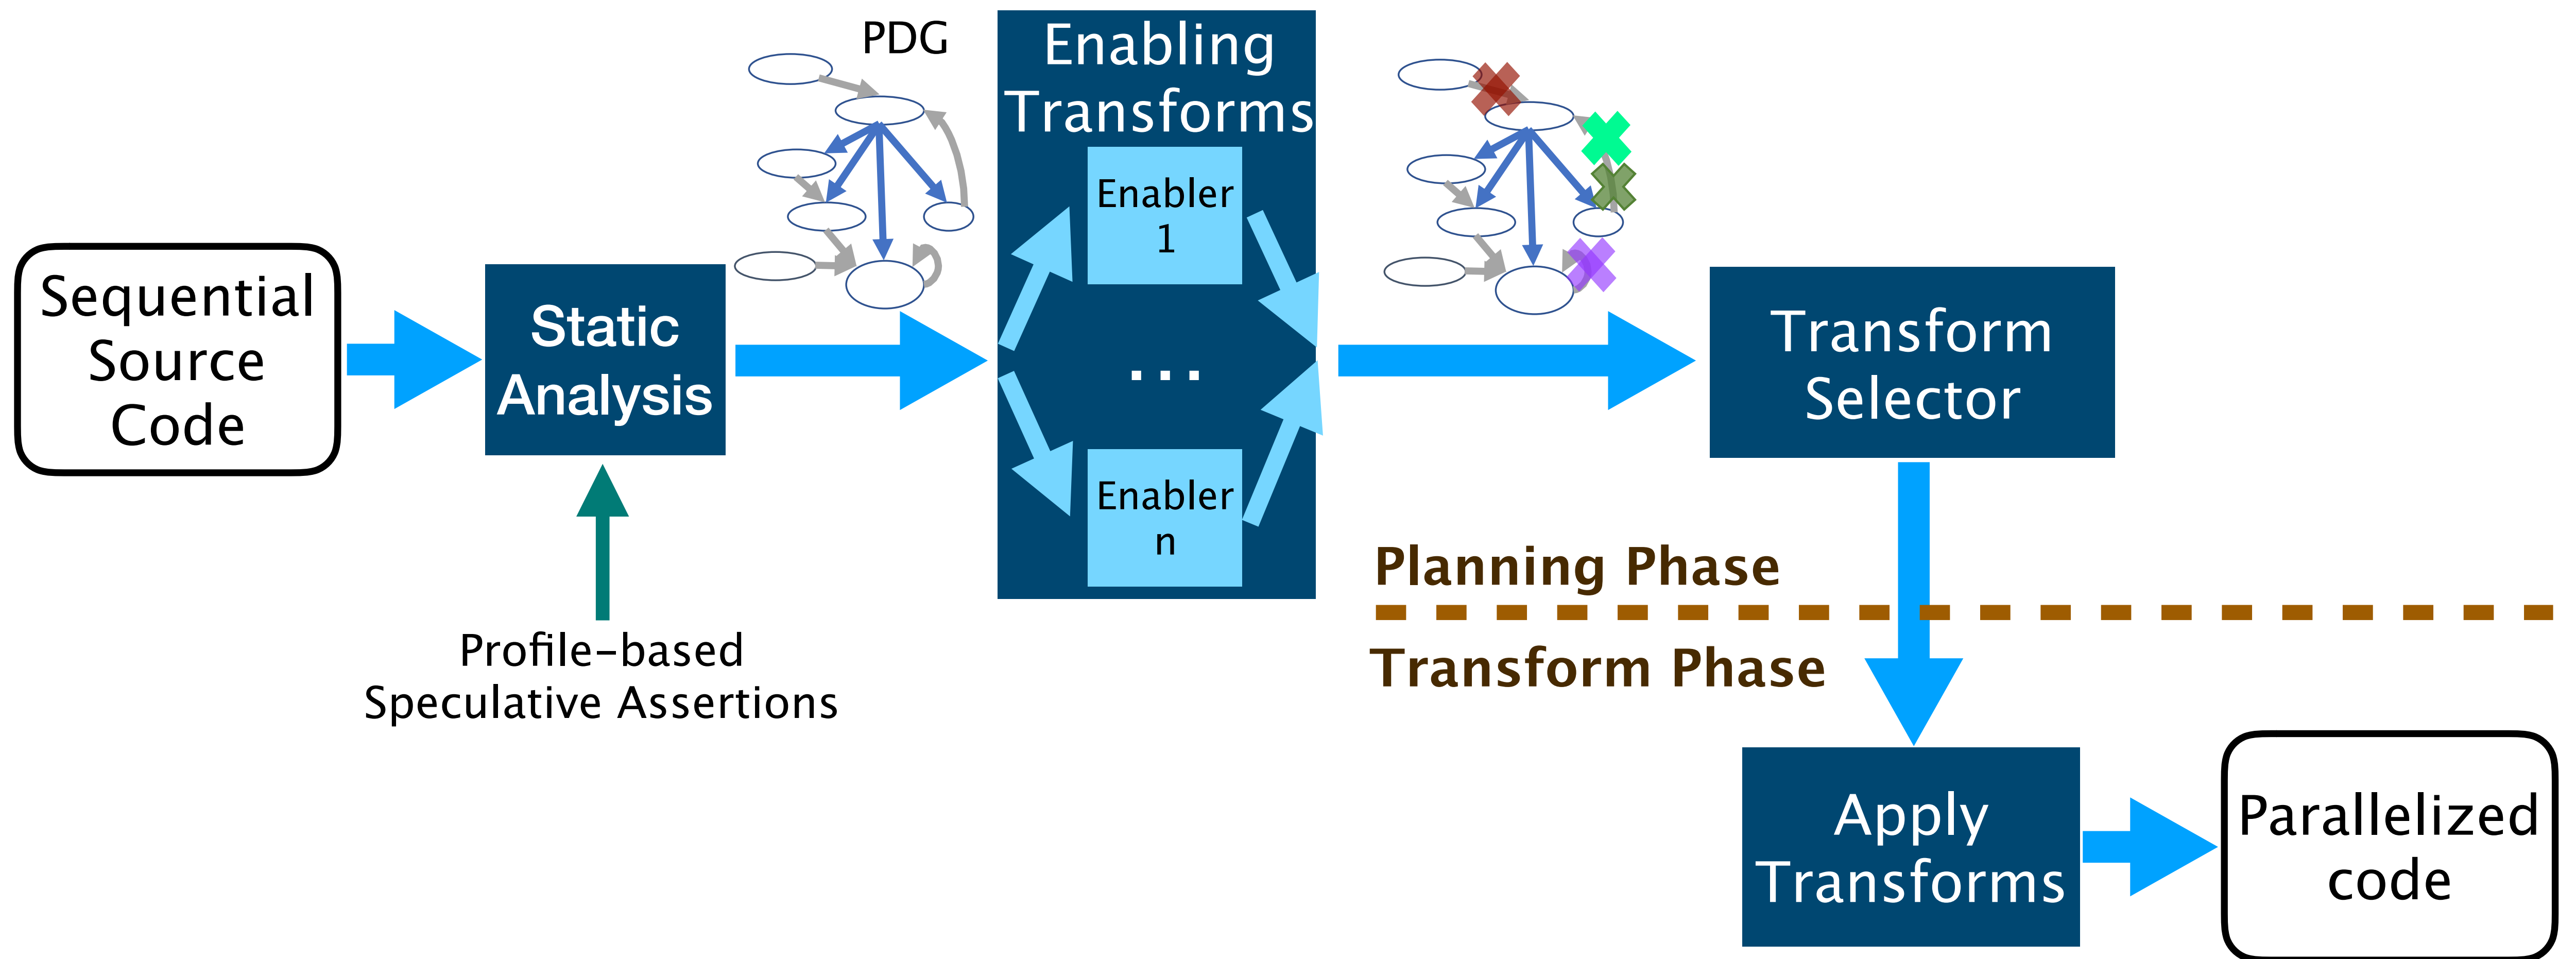 Sequential
Source
Code
Static
Analysis
Profile-based
Speculative Assertions
PDG
Enabling
Transforms
Enabler
1
...
Enabler
n
Transform
Selector
Planning Phase
Transform Phase
Apply
Transforms
Parallelized
code